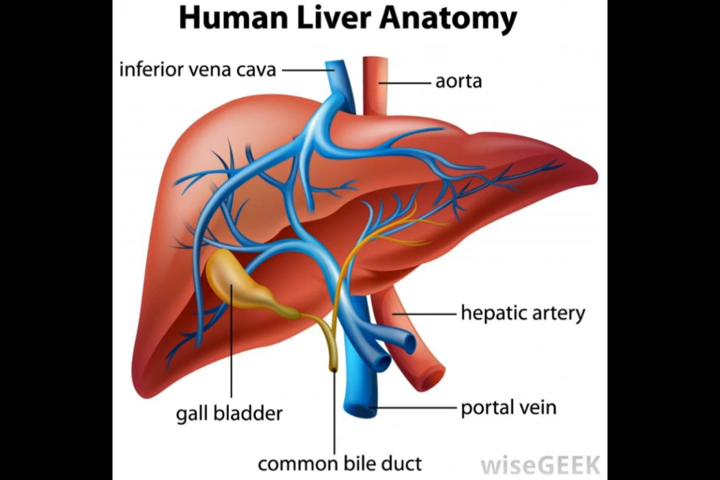 Human Liver Anatomy
inferior vena cava
aorta
hepatic artery
portal vein
gall bladder
common bile duct
wiseGEEK